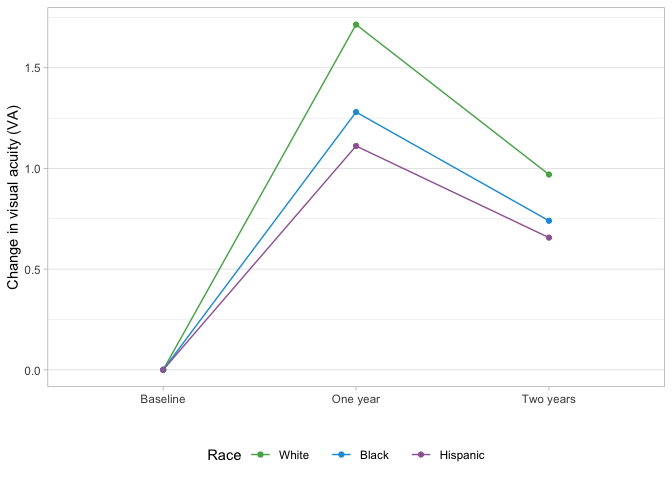 Change in visual acuity (VA)
1.5
1.0
0.5
0.0
Baseline One year Two years
Race White Black Hispanic